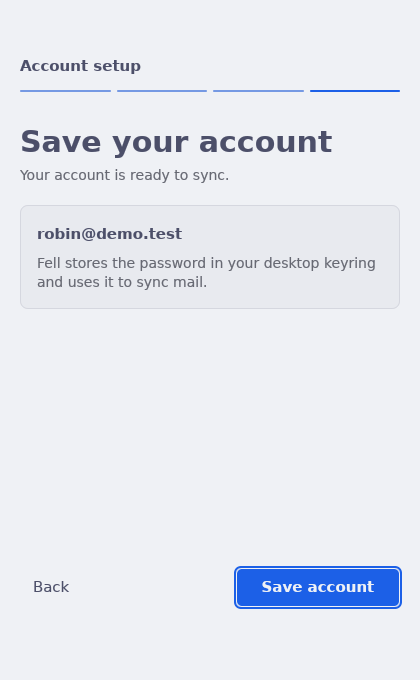 Account setup
Save your account
Your account is ready to sync.
robin@demo.test
Fell stores the password in your desktop keyring
and uses it to sync mail.
Back
Save account